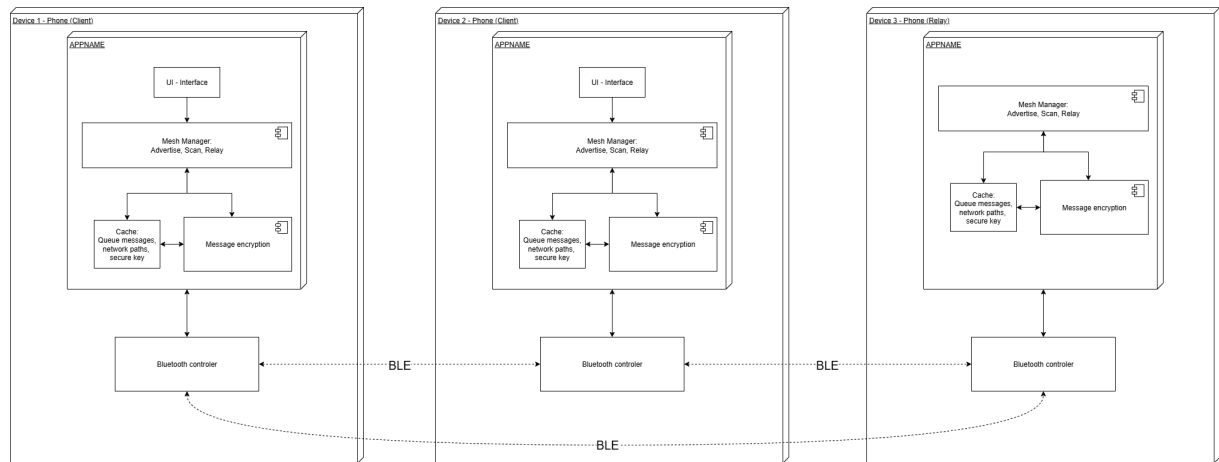 Device 1 - Phone (Client)
APPNAME
UI - Interface
Mesh Manager:
Advertise, Scan, Relay
Cache:
Queue messages,
network paths,
secure key
Message encryption
Bluetooth controler
Device 2 - Phone (Client)
APPNAME
UI - Interface
Mesh Manager:
Advertise, Scan, Relay
Cache:
Queue messages,
network paths,
secure key
Message encryption
Bluetooth controler
Device 3 - Phone (Relay)
APPNAME
Mesh Manager:
Advertise, Scan, Relay
Cache:
Queue messages,
network paths,
secure key
Message encryption
Bluetooth controler
BLE
BLE
BLE